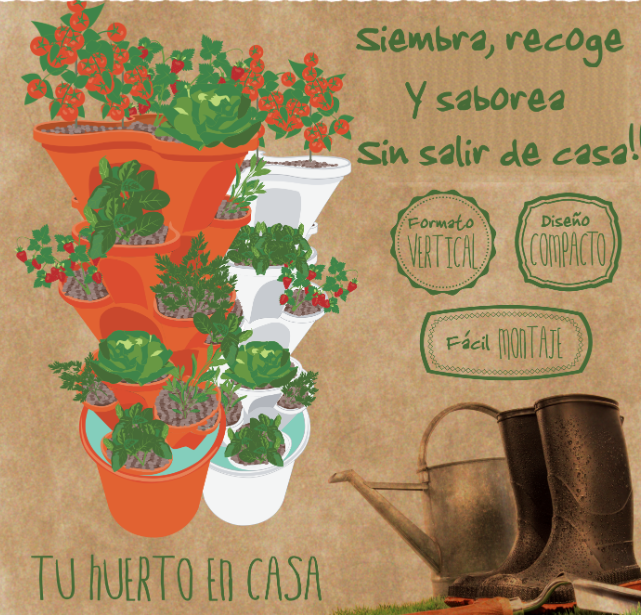 Siembra, recoge
Y saborea
Sin salir de casa!!
Formato
VERTICAL
Diseño
COMPACTO
Fácil MONTAJE
TU hUERTO En CASA